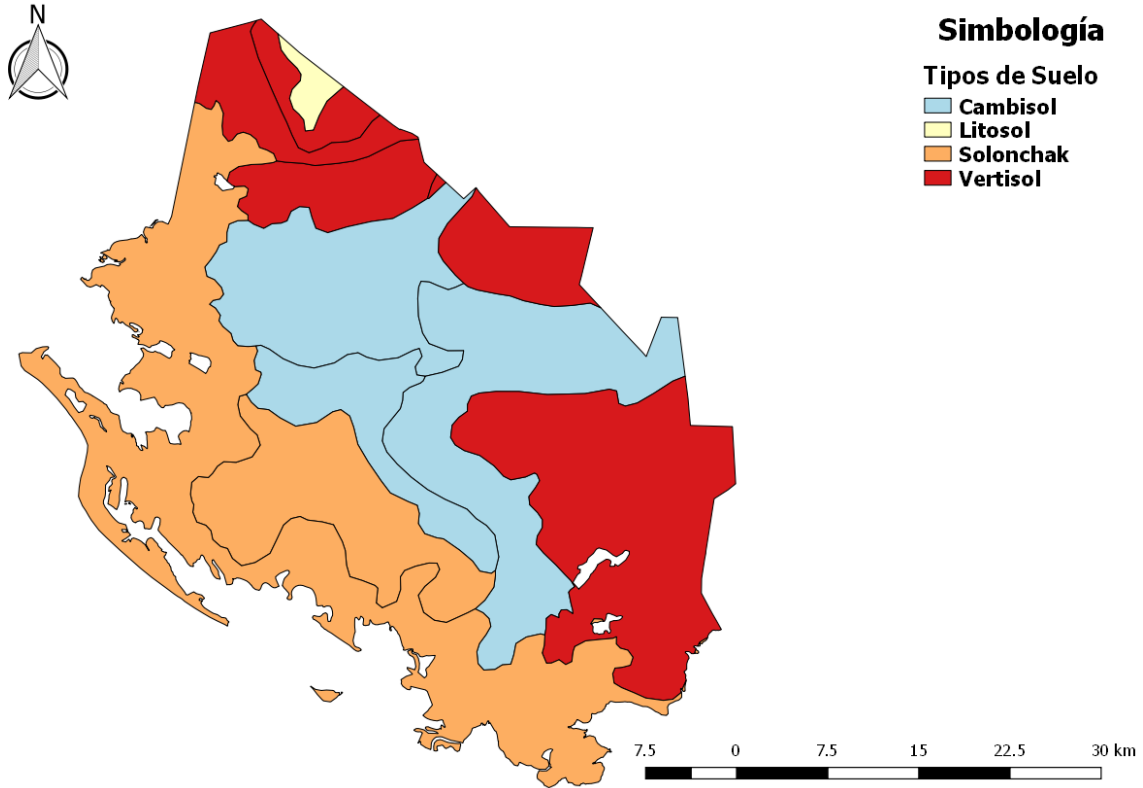 N
Simbología
Tipos de Suelo
Cambisol
Litosol
Solonchak
Vertisol
7.5 0 7.5 15 22.5 30 km